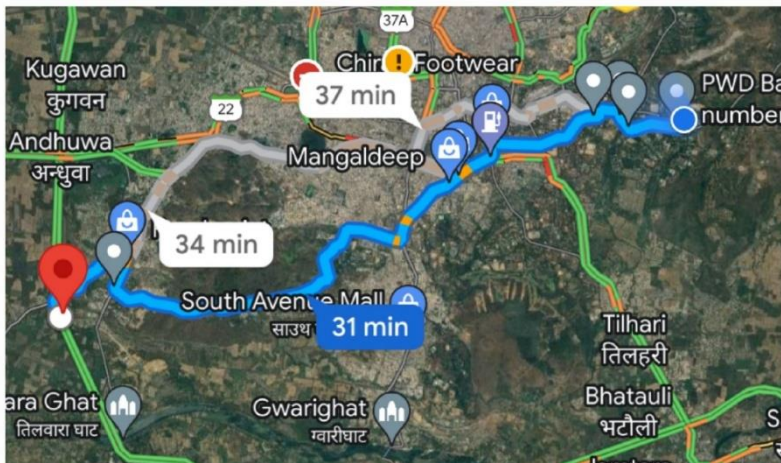 37A
Chin Footwear
PWD Ba
number
Kugawan
कुगवन
22
37 min
Andhuwa
अन्धुवा
Mangaldeep
34 min
South Avenue Mall
साउथ
31 min
Tilhari
तिलहरी
ara Ghat
तिलवारा घाट
Gwarighat
ग्वारीघाट
Bhatauli
भटौली
S